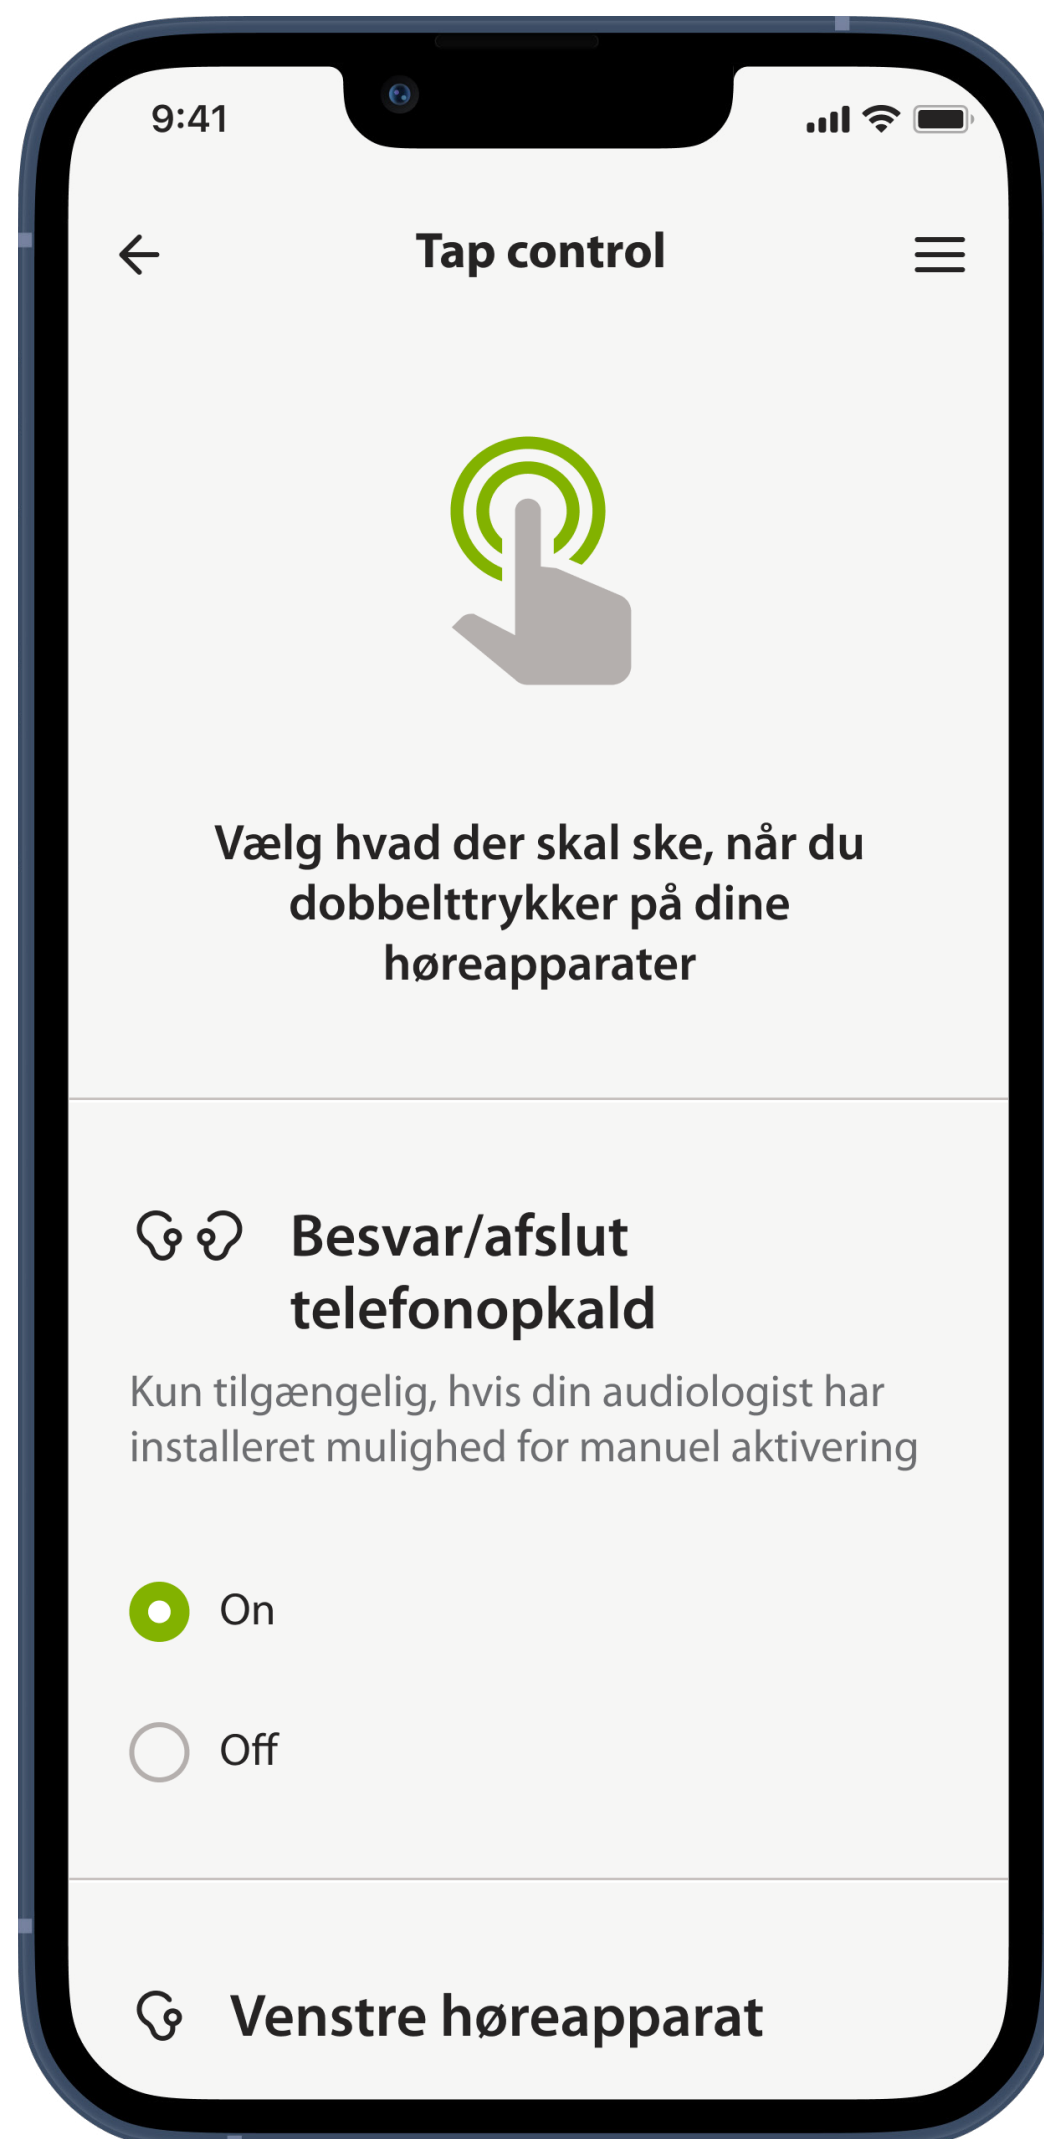 9:41
Tap control
Vælg hvad der skal ske, når du
dobbelttrykker på dine
høreapparater
Besvar/afslut
telefonopkald
Kun tilgængelig, hvis din audiologist har
installeret mulighed for manuel aktivering
On
Off
Venstre høreapparat